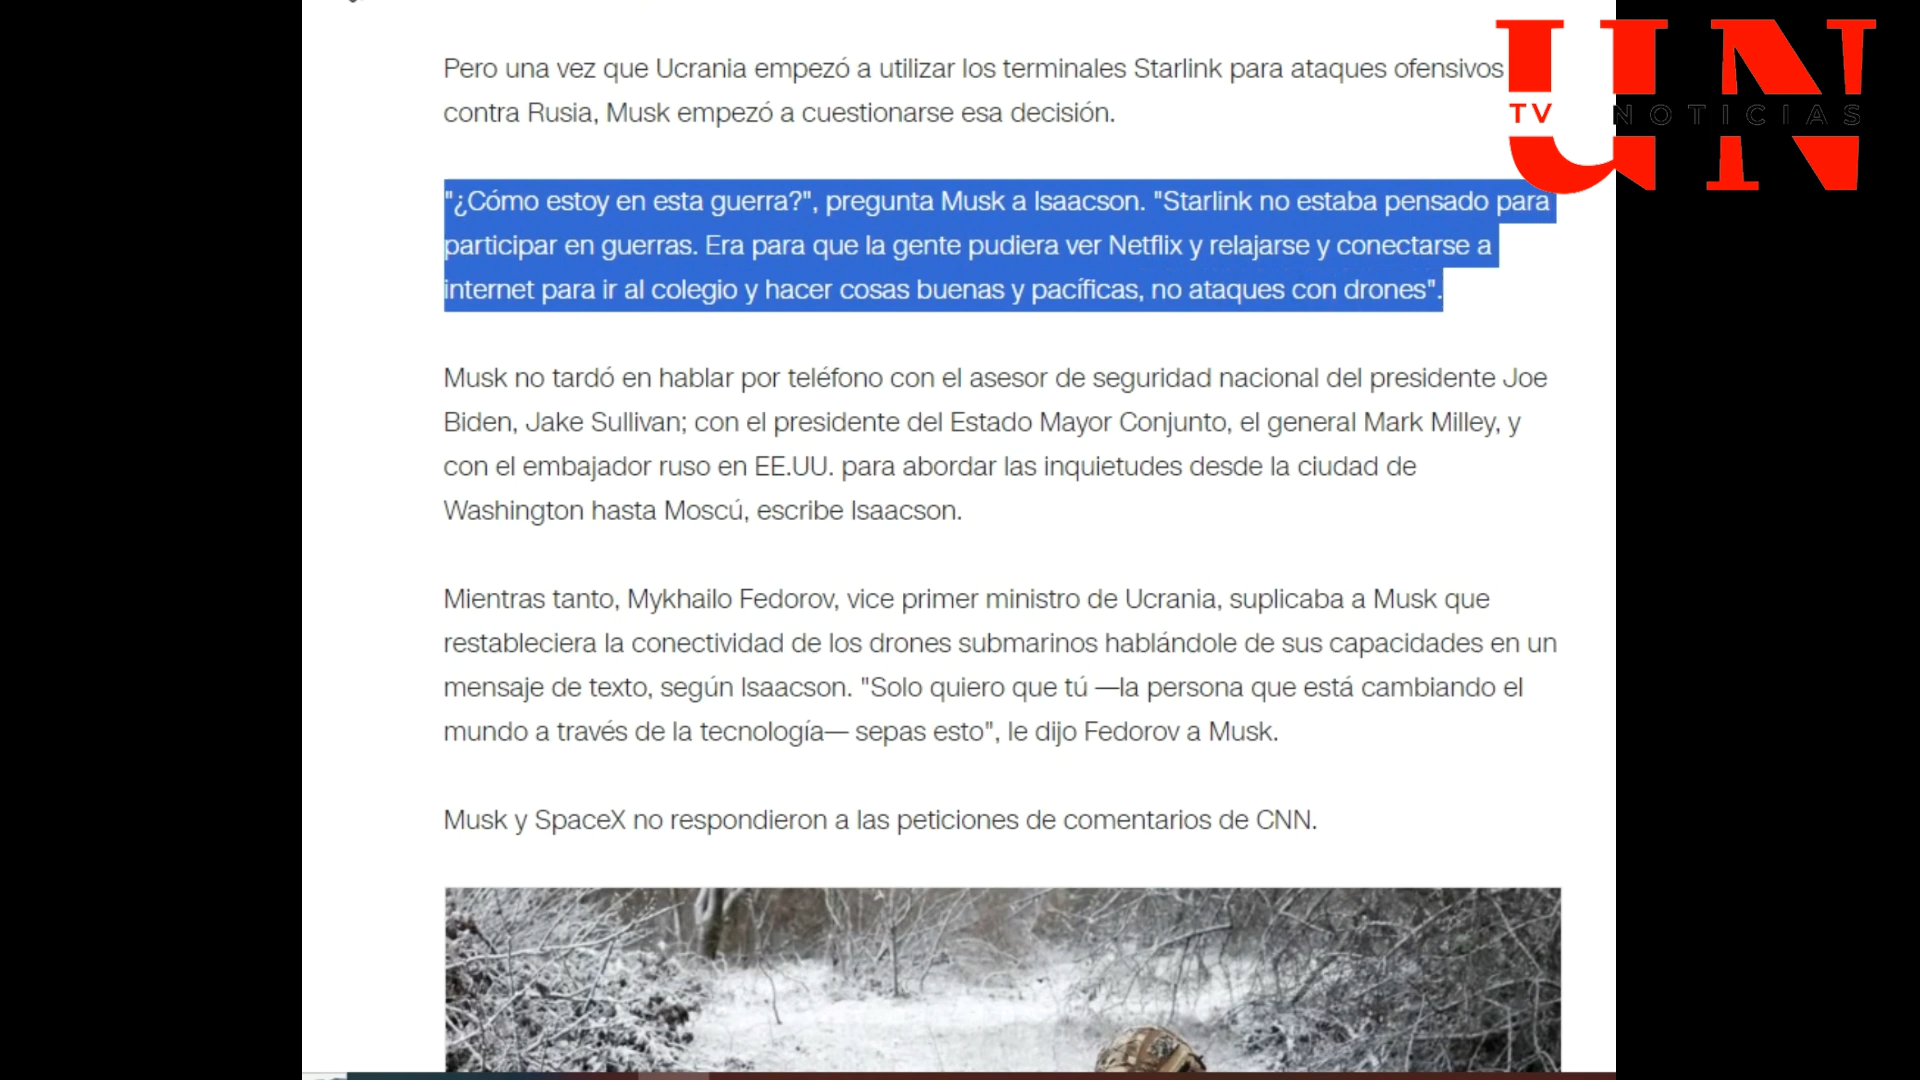 Pero una vez que Ucrania empezó a utilizar los terminales Starlink para ataques ofensivos
contra Rusia, Musk empezó a cuestionarse esa decisión.
"¿Cómo estoy en esta guerra?", pregunta Musk a Isaacson. "Starlink no estaba pensado para
participar en guerras. Era para que la gente pudiera ver Netflix y relajarse y conectarse a
internet para ir al colegio y hacer cosas buenas y pacíficas, no ataques con drones".
Musk no tardó en hablar por teléfono con el asesor de seguridad nacional del presidente Joe
Biden, Jake Sullivan; con el presidente del Estado Mayor Conjunto, el general Mark Milley, y
con el embajador ruso en EE.UU. para abordar las inquietudes desde la ciudad de
Washington hasta Moscú, escribe Isaacson.
Mientras tanto, Mykhailo Fedorov, vice primer ministro de Ucrania, suplicaba a Musk que
restableciera la conectividad de los drones submarinos hablándole de sus capacidades en un
mensaje de texto, según Isaacson. "Solo quiero que tú —la persona que está cambiando el
mundo a través de la tecnología— sepas esto", le dijo Fedorov a Musk.
Musk y SpaceX no respondieron a las peticiones de comentarios de CNN.
UN
TV NOTICIAS